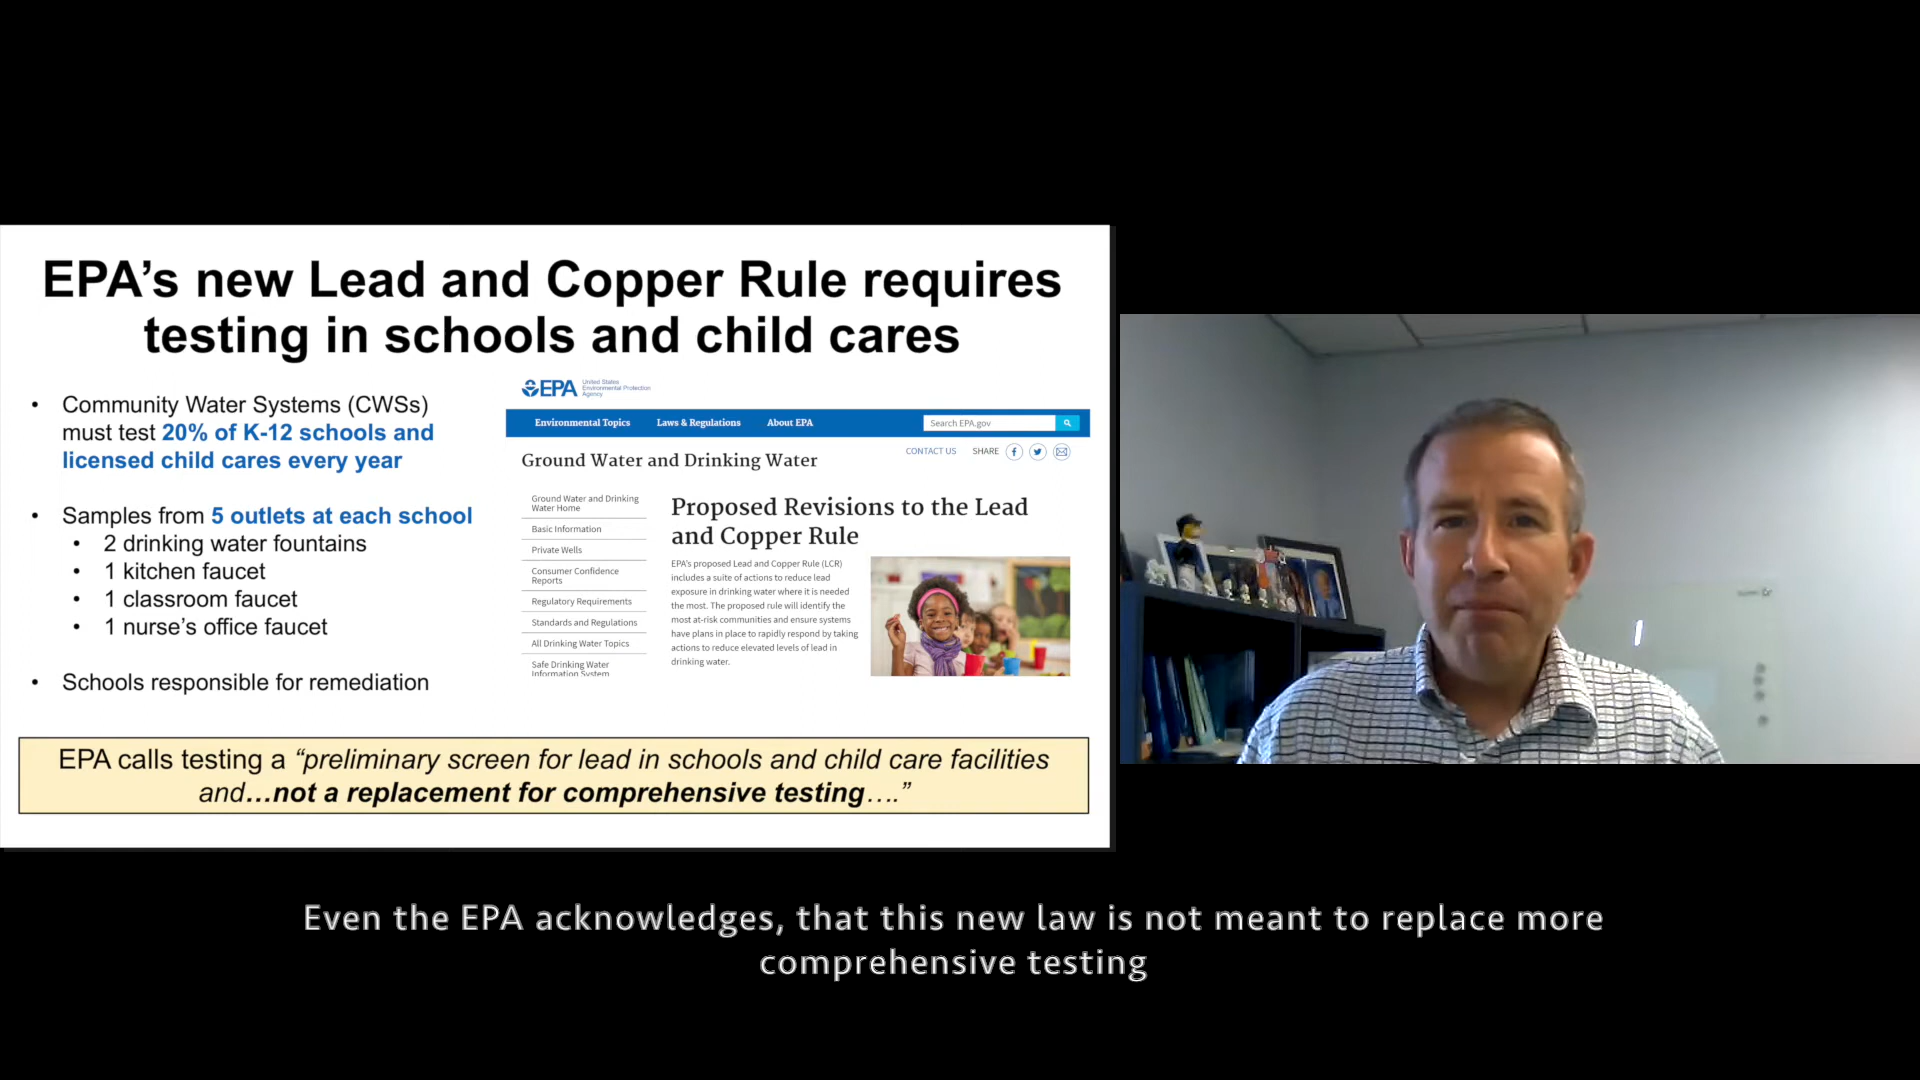 EPA's new Lead and Copper Rule requires
testing in schools and child cares
• Community Water Systems (CWSs)
must test 20% of K-12 schools and
licensed child cares every year
• Samples from 5 outlets at each school
• 2 drinking water fountains
• 1 kitchen faucet
• 1 classroom faucet
• 1 nurse's office faucet
• Schools responsible for remediation
EPA United States
Environmental Protection
Agency
Environmental Topics Laws & Regulations About EPA Search EPA.gov
CONTACT US SHARE
Ground Water and Drinking Water
Ground Water and Drinking
Water Home
Basic Information
Private Wells
Consumer Confidence
Reports
Regulatory Requirements
Standards and Regulations
All Drinking Water Topics
Safe Drinking Water
Information System
Proposed Revisions to the Lead
and Copper Rule
EPA's proposed Lead and Copper Rule (LCR)
includes a suite of actions to reduce lead
exposure in drinking water where it is needed
the most. The proposed rule will identify the
most at-risk communities and ensure systems
have plans in place to rapidly respond by taking
actions to reduce elevated levels of lead in
drinking water.
EPA calls testing a “preliminary screen for lead in schools and child care facilities
and…not a replacement for comprehensive testing….”
Even the EPA acknowledges, that this new law is not meant to replace more
comprehensive testing